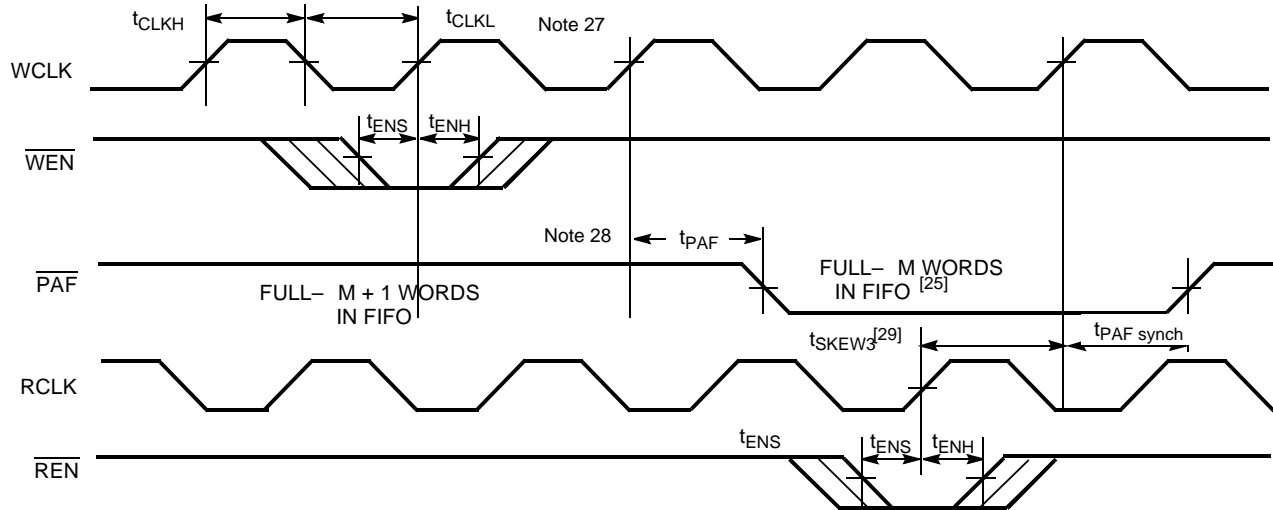 tCLKH
tCLKL
Note 27
WCLK
tENS
tENH
WEN
Note 28
tPAF
PAF
FULL– M + 1 WORDS
IN FIFO
FULL– M WORDS
IN FIFO [25]
tSKEW3[29]
tPAF synch
RCLK
tENS
tENS
tENH
REN